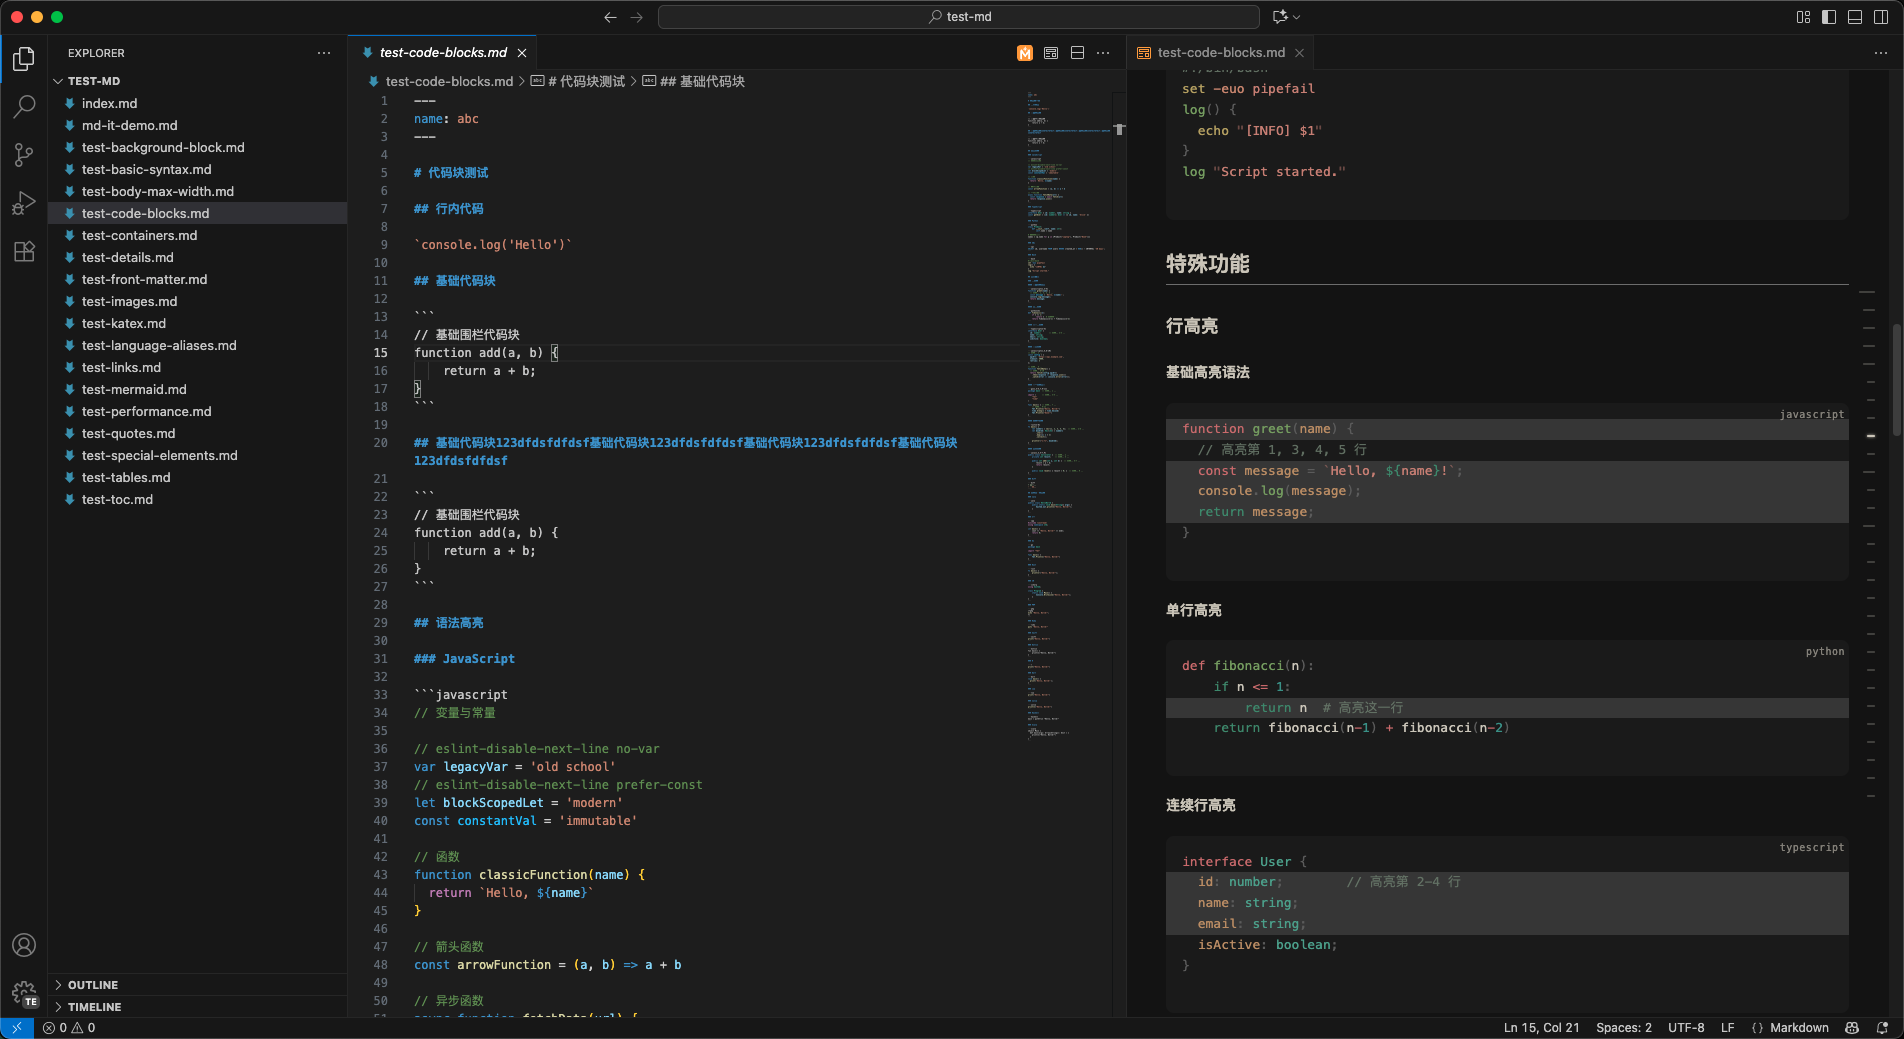 test-md
EXPLORER
TEST-MD
index.md
md-it-demo.md
test-background-block.md
test-basic-syntax.md
test-body-max-width.md
test-code-blocks.md
test-containers.md
test-details.md
test-front-matter.md
test-images.md
test-katex.md
test-language-aliases.md
test-links.md
test-mermaid.md
test-performance.md
test-quotes.md
test-special-elements.md
test-tables.md
test-toc.md
OUTLINE
TIMELINE
TE
test-code-blocks.md
test-code-blocks.md > # 代码块测试 > ## 基础代码块
1 ---
2 name: abc
3 ---
4
5 # 代码块测试
6
7 ## 行内代码
8
9 `console.log('Hello')`
10
11 ## 基础代码块
12
13 ```
14 // 基础围栏代码块
15 function add(a, b) {
16     return a + b;
17 }
18 ```
19
20 ## 基础代码块123dfdsfdfdsf基础代码块123dfdsfdfdsf基础代码块123dfdsfdfdsf基础代码块
123dfdsfdfdsf
21
22 ```
23 // 基础围栏代码块
24 function add(a, b) {
25     return a + b;
26 }
27 ```
28
29 ## 语法高亮
30
31 ### JavaScript
32
33 ```javascript
34 // 变量与常量
35
36 // eslint-disable-next-line no-var
37 var legacyVar = 'old school'
38 // eslint-disable-next-line prefer-const
39 let blockScopedLet = 'modern'
40 const constantVal = 'immutable'
41
42 // 函数
43 function classicFunction(name) {
44   return `Hello, ${name}`
45 }
46
47 // 箭头函数
48 const arrowFunction = (a, b) => a + b
49
50 // 异步函数
51 async function fetchData(url) {
test-code-blocks.md
#!/bin/bash
set -euo pipefail
log() {
  echo "[INFO] $1"
}
log "Script started."
特殊功能
行高亮
基础高亮语法
javascript
function greet(name) {
  // 高亮第 1, 3, 4, 5 行
  const message = `Hello, ${name}!`;
  console.log(message);
  return message;
}
单行高亮
python
def fibonacci(n):
    if n <= 1:
        return n  # 高亮这一行
    return fibonacci(n-1) + fibonacci(n-2)
连续行高亮
typescript
interface User {
  id: number;        // 高亮第 2-4 行
  name: string;
  email: string;
  isActive: boolean;
}
0 0
Ln 15, Col 21
Spaces: 2
UTF-8
LF
{} Markdown